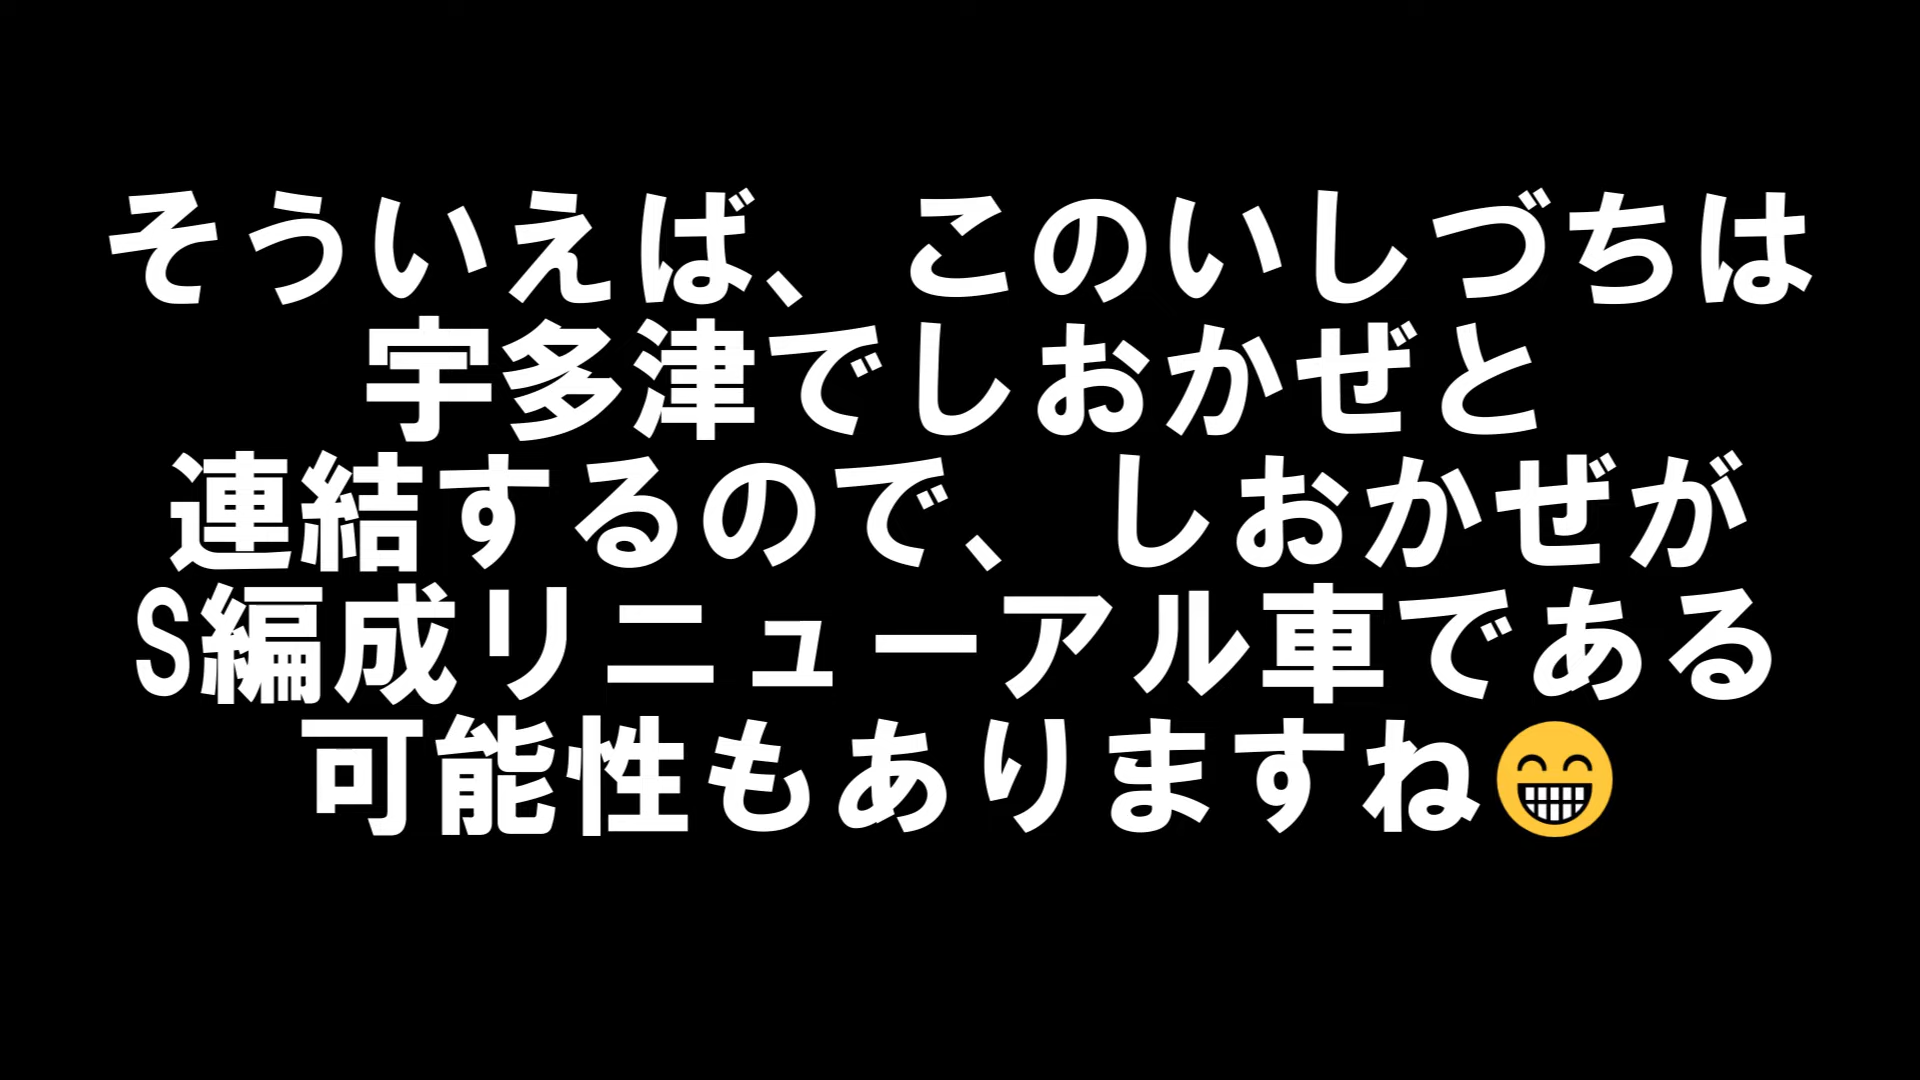 そういえば、このいしづちは
宇多津でしおかぜと
連結するので、しおかぜが
S編成リニューアル車である
可能性もありますね😁